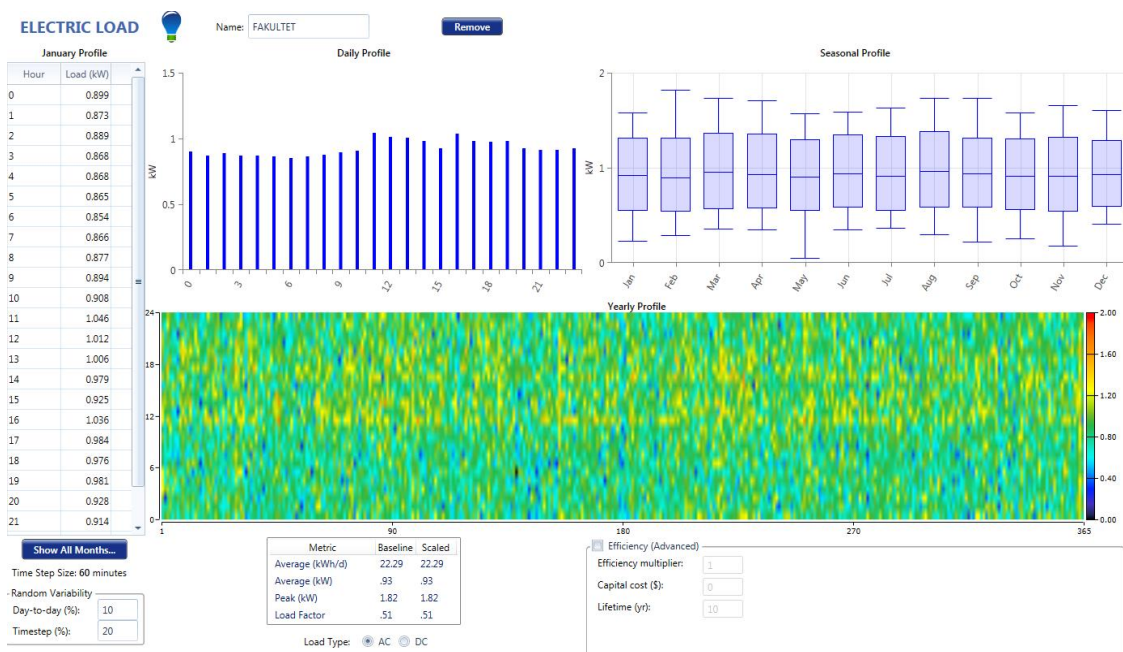 ELECTRIC LOAD
Name: FAKULTET
Remove
January Profile
Hour Load (kW)
0 0.899
1 0.873
2 0.889
3 0.868
4 0.868
5 0.865
6 0.854
7 0.866
8 0.877
9 0.894
10 0.908
11 1.046
12 1.012
13 1.006
14 0.979
15 0.925
16 1.036
17 0.984
18 0.976
19 0.981
20 0.928
21 0.914
Show All Months...
Time Step Size: 60 minutes
Random Variability
Day-to-day (%): 10
Timestep (%): 20
Daily Profile
kW
1.5
1
0.5
0
0 3 6 9 12 15 18 21
Seasonal Profile
kW
2
1
0
Jan Feb Mar Apr May Jun Jul Aug Sep Oct Nov Dec
Yearly Profile
24
18
12
6
0
1 90 180 270 365
2.00
1.60
1.20
0.80
0.40
0.00
Metric Baseline Scaled
Average (kWh/d) 22.29 22.29
Average (kW) .93 .93
Peak (kW) 1.82 1.82
Load Factor .51 .51
Load Type: AC DC
Efficiency (Advanced)
Efficiency multiplier: 1
Capital cost ($): 0
Lifetime (yr): 10